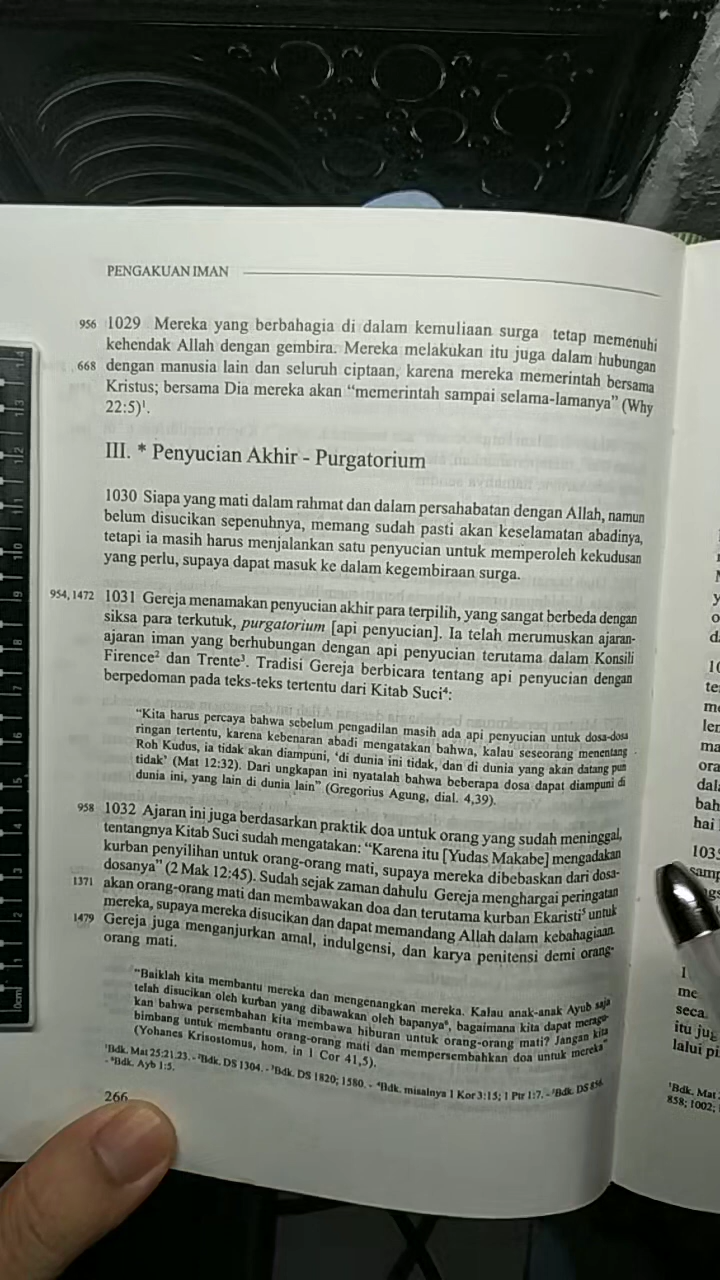 PENGAKUAN IMAN
956 1029 Mereka yang berbahagia di dalam kemuliaan surga tetap memenuhi
kehendak Allah dengan gembira. Mereka melakukan itu juga dalam hubungan
668 dengan manusia lain dan seluruh ciptaan, karena mereka memerintah bersama
Kristus; bersama Dia mereka akan “memerintah sampai selama-lamanya” (Why
22:5)¹.
III. * Penyucian Akhir - Purgatorium
1030 Siapa yang mati dalam rahmat dan dalam persahabatan dengan Allah, namun
belum disucikan sepenuhnya, memang sudah pasti akan keselamatan abadinya,
tetapi ia masih harus menjalankan satu penyucian untuk memperoleh kekudusan
yang perlu, supaya dapat masuk ke dalam kegembiraan surga.
954, 1472 1031 Gereja menamakan penyucian akhir para terpilih, yang sangat berbeda dengan
siksa para terkutuk, purgatorium [api penyucian]. Ia telah merumuskan ajaran-
ajaran iman yang berhubungan dengan api penyucian terutama dalam Konsili
Firence² dan Trente³. Tradisi Gereja berbicara tentang api penyucian dengan
berpedoman pada teks-teks tertentu dari Kitab Suci⁴:
“Kita harus percaya bahwa sebelum pengadilan masih ada api penyucian untuk dosa-dosa
ringan tertentu, karena kebenaran abadi mengatakan bahwa, kalau seseorang menentang
Roh Kudus, ia tidak akan diampuni, ‘di dunia ini tidak, dan di dunia yang akan datang pun
tidak’ (Mat 12:32). Dari ungkapan ini nyatalah bahwa beberapa dosa dapat diampuni di
dunia ini, yang lain di dunia lain” (Gregorius Agung, dial. 4,39).
958 1032 Ajaran ini juga berdasarkan praktik doa untuk orang yang sudah meninggal,
tentangnya Kitab Suci sudah mengatakan: “Karena itu [Yudas Makabe] mengadakan
kurban penyilihan untuk orang-orang mati, supaya mereka dibebaskan dari dosa-
dosanya” (2 Mak 12:45). Sudah sejak zaman dahulu Gereja menghargai peringatan
1371 akan orang-orang mati dan membawakan doa dan terutama kurban Ekaristi⁵ untuk
mereka, supaya mereka disucikan dan dapat memandang Allah dalam kebahagiaan.
1479 Gereja juga menganjurkan amal, indulgensi, dan karya penitensi demi orang-
orang mati.
“Baiklah kita membantu mereka dan mengenangkan mereka. Kalau anak-anak Ayub saja
telah disucikan oleh kurban yang dibawakan oleh bapanya⁶, bagaimana kita dapat meragu-
kan bahwa persembahan kita membawa hiburan untuk orang-orang mati? Jangan kita
bimbang untuk membantu orang-orang mati dan mempersembahkan doa untuk mereka”
(Yohanes Krisostomus, hom. in 1 Cor 41,5).
¹Bdk. Mat 25:21.23. - ²Bdk. DS 1304. - ³Bdk. DS 1820; 1580. - ⁴Bdk. misalnya 1 Kor 3:15; 1 Ptr 1:7. - ⁵Bdk. DS 856.
- ⁶Bdk. Ayb 1:5.
266